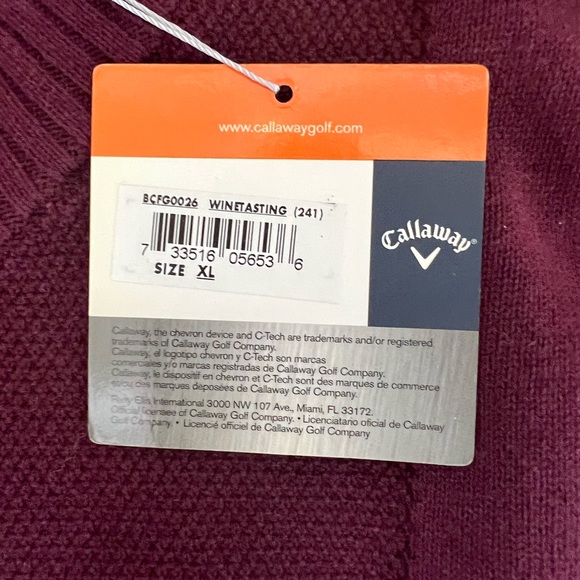 www.callawaygolf.com
BCFG0026 WINETASTING (241)
7 33516 05653 6
SIZE XL
Callaway®
Callaway, the chevron device and C-Tech are trademarks and/or registered
trademarks of Callaway Golf Company.
Callaway, el logotipo chevron y C-Tech son marcas
comerciales y/o marcas registradas de Callaway Golf Company.
Callaway, le dispositif en chevron et C-Tech sont des marques de commerce
et/ou des marques déposées de Callaway Golf Company.
Perry Ellis International 3000 NW 107 Ave., Miami, FL 33172.
Official licensee of Callaway Golf Company. • Licenciatario oficial de Callaway
Golf Company. • Licencié officiel de Callaway Golf Company